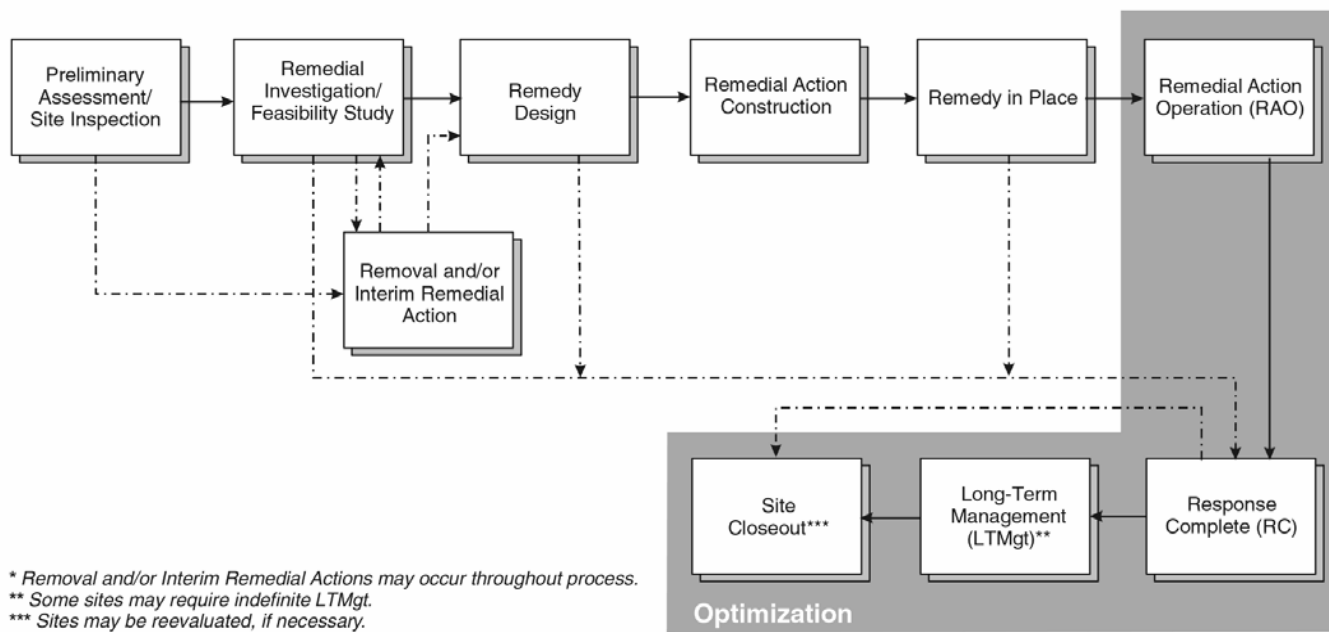 Preliminary
Assessment/
Site Inspection
Remedial
Investigation/
Feasibility Study
Remedy
Design
Remedial Action
Construction
Remedy in Place
Remedial Action
Operation (RAO)
Removal and/or
Interim Remedial
Action
Site
Closeout***
Long-Term
Management
(LTMgt)**
Response
Complete (RC)
Optimization
* Removal and/or Interim Remedial Actions may occur throughout process.
** Some sites may require indefinite LTMgt.
*** Sites may be reevaluated, if necessary.